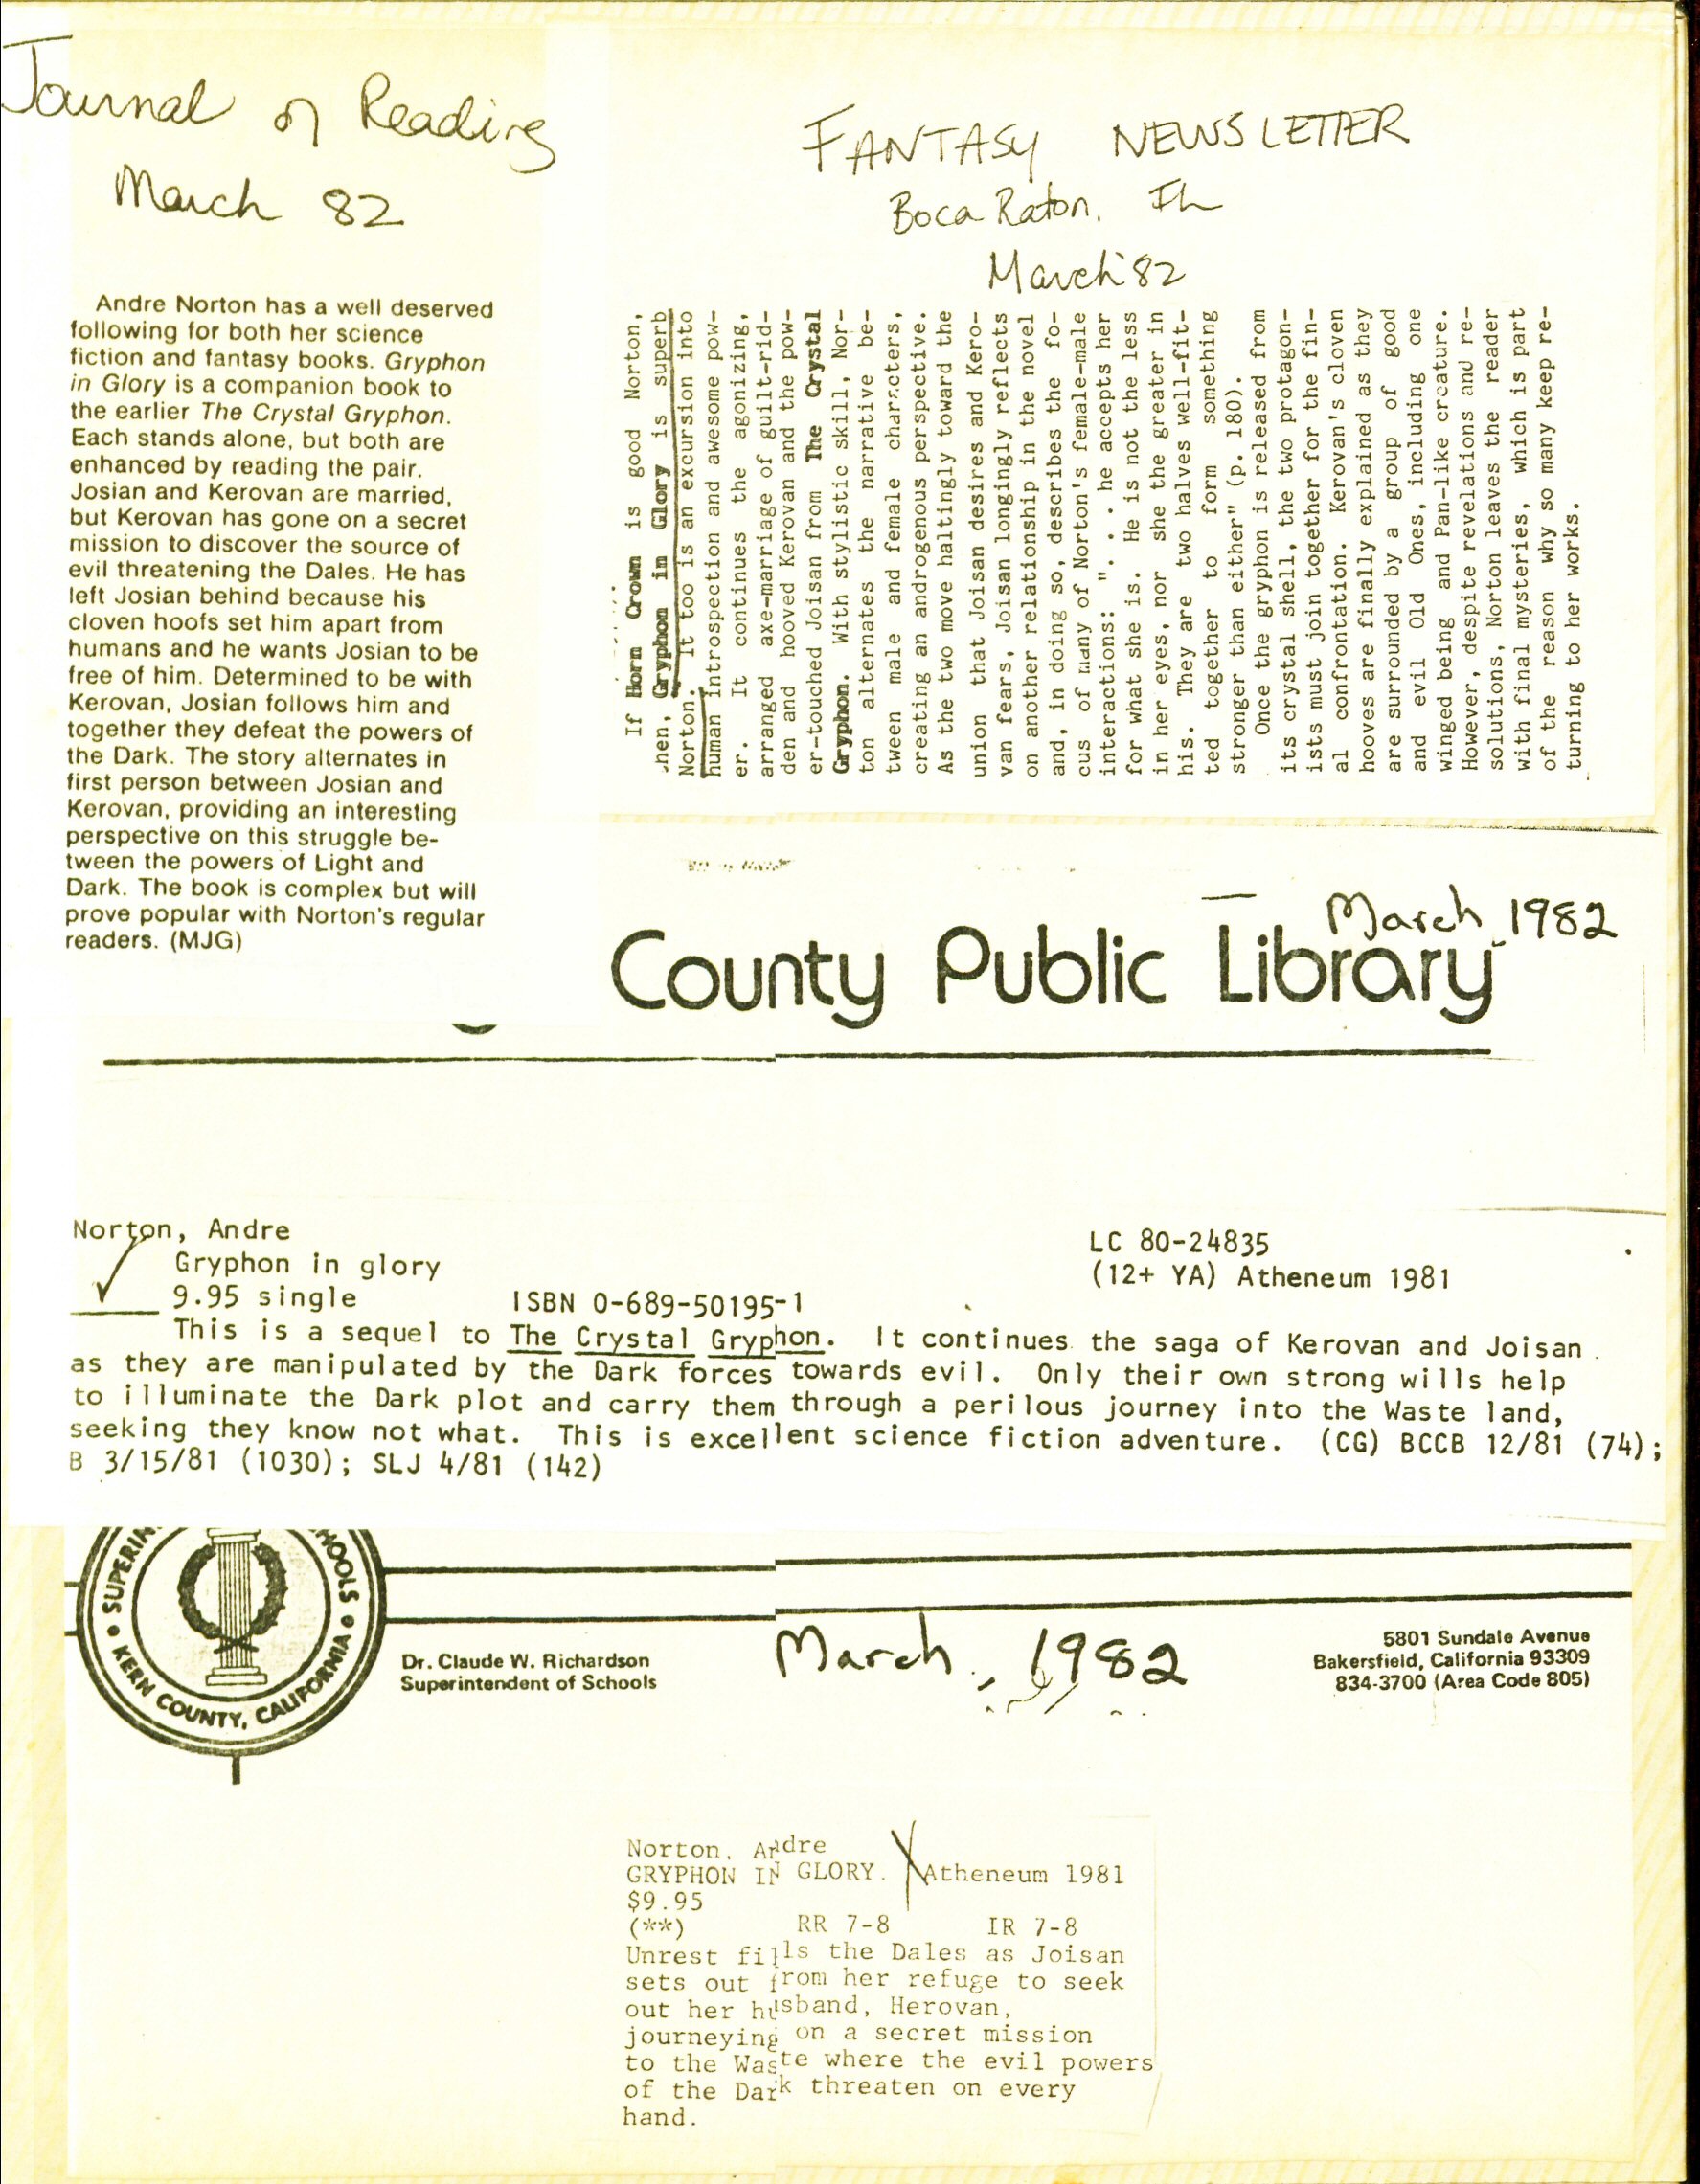 Journal of Reading
March 82
Andre Norton has a well deserved
following for both her science
fiction and fantasy books. Gryphon
in Glory is a companion book to
the earlier The Crystal Gryphon.
Each stands alone, but both are
enhanced by reading the pair.
Josian and Kerovan are married,
but Kerovan has gone on a secret
mission to discover the source of
evil threatening the Dales. He has
left Josian behind because his
cloven hoofs set him apart from
humans and he wants Josian to be
free of him. Determined to be with
Kerovan, Josian follows him and
together they defeat the powers of
the Dark. The story alternates in
first person between Josian and
Kerovan, providing an interesting
perspective on this struggle be-
tween the powers of Light and
Dark. The book is complex but will
prove popular with Norton's regular
readers. (MJG)
FANTASY NEWSLETTER
Boca Raton, FL
March '82
If Horn Crown is good Norton,
then, Gryphon in Glory is superb
Norton. It too is an excursion into
human introspection and awesome pow-
er. It continues the agonizing,
arranged axe-marriage of guilt-rid-
den and hooved Kerovan and the pow-
er-touched Joisan from The Crystal
Gryphon. With stylistic skill, Nor-
ton alternates the narrative be-
tween male and female characters,
creating an androgenous perspective.
As the two move haltingly toward the
union that Joisan desires and Kero-
van fears, Joisan longingly reflects
on another relationship in the novel
and, in doing so, describes the fo-
cus of many of Norton's female-male
interactions: ". . . he accepts her
for what she is. He is not the less
in her eyes, nor she the greater in
his. They are two halves well-fit-
ted together to form something
stronger than either" (p. 180).
Once the gryphon is released from
its crystal shell, the two protagon-
ists must join together for the fin-
al confrontation. Kerovan's cloven
hooves are finally explained as they
are surrounded by a group of good
and evil Old Ones, including one
winged being and Pan-like creature.
However, despite revelations and re-
solutions, Norton leaves the reader
with final mysteries, which is part
of the reason why so many keep re-
turning to her works.
March 1982
County Public Library
Norton, Andre
LC 80-24835
Gryphon in glory
(12+ YA) Atheneum 1981
9.95 single ISBN 0-689-50195-1
This is a sequel to The Crystal Gryphon. It continues the saga of Kerovan and Joisan
as they are manipulated by the Dark forces towards evil. Only their own strong wills help
to illuminate the Dark plot and carry them through a perilous journey into the Waste land,
seeking they know not what. This is excellent science fiction adventure. (CG) BCCB 12/81 (74);
B 3/15/81 (1030); SLJ 4/81 (142)
KERN COUNTY, CALIFORNIA
Dr. Claude W. Richardson
Superintendent of Schools
March, 1982
5801 Sundale Avenue
Bakersfield, California 93309
834-3700 (Area Code 805)
Norton, Andre
GRYPHON IN GLORY. Atheneum 1981
$9.95
(**) RR 7-8 IR 7-8
Unrest fills the Dales as Joisan
sets out from her refuge to seek
out her husband, Herovan,
journeying on a secret mission
to the Waste where the evil powers
of the Dark threaten on every
hand.